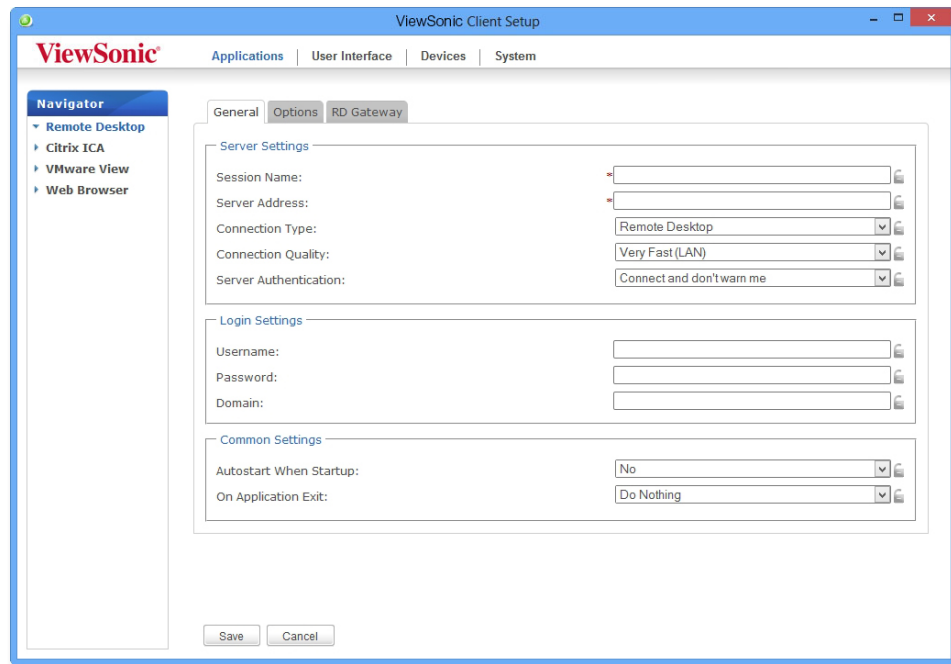 ViewSonic Client Setup
ViewSonic®
Applications | User Interface | Devices | System
Navigator
Remote Desktop
Citrix ICA
VMware View
Web Browser
General Options RD Gateway
Server Settings
Session Name: *
Server Address: *
Connection Type: Remote Desktop
Connection Quality: Very Fast (LAN)
Server Authentication: Connect and don't warn me
Login Settings
Username:
Password:
Domain:
Common Settings
Autostart When Startup: No
On Application Exit: Do Nothing
Save Cancel